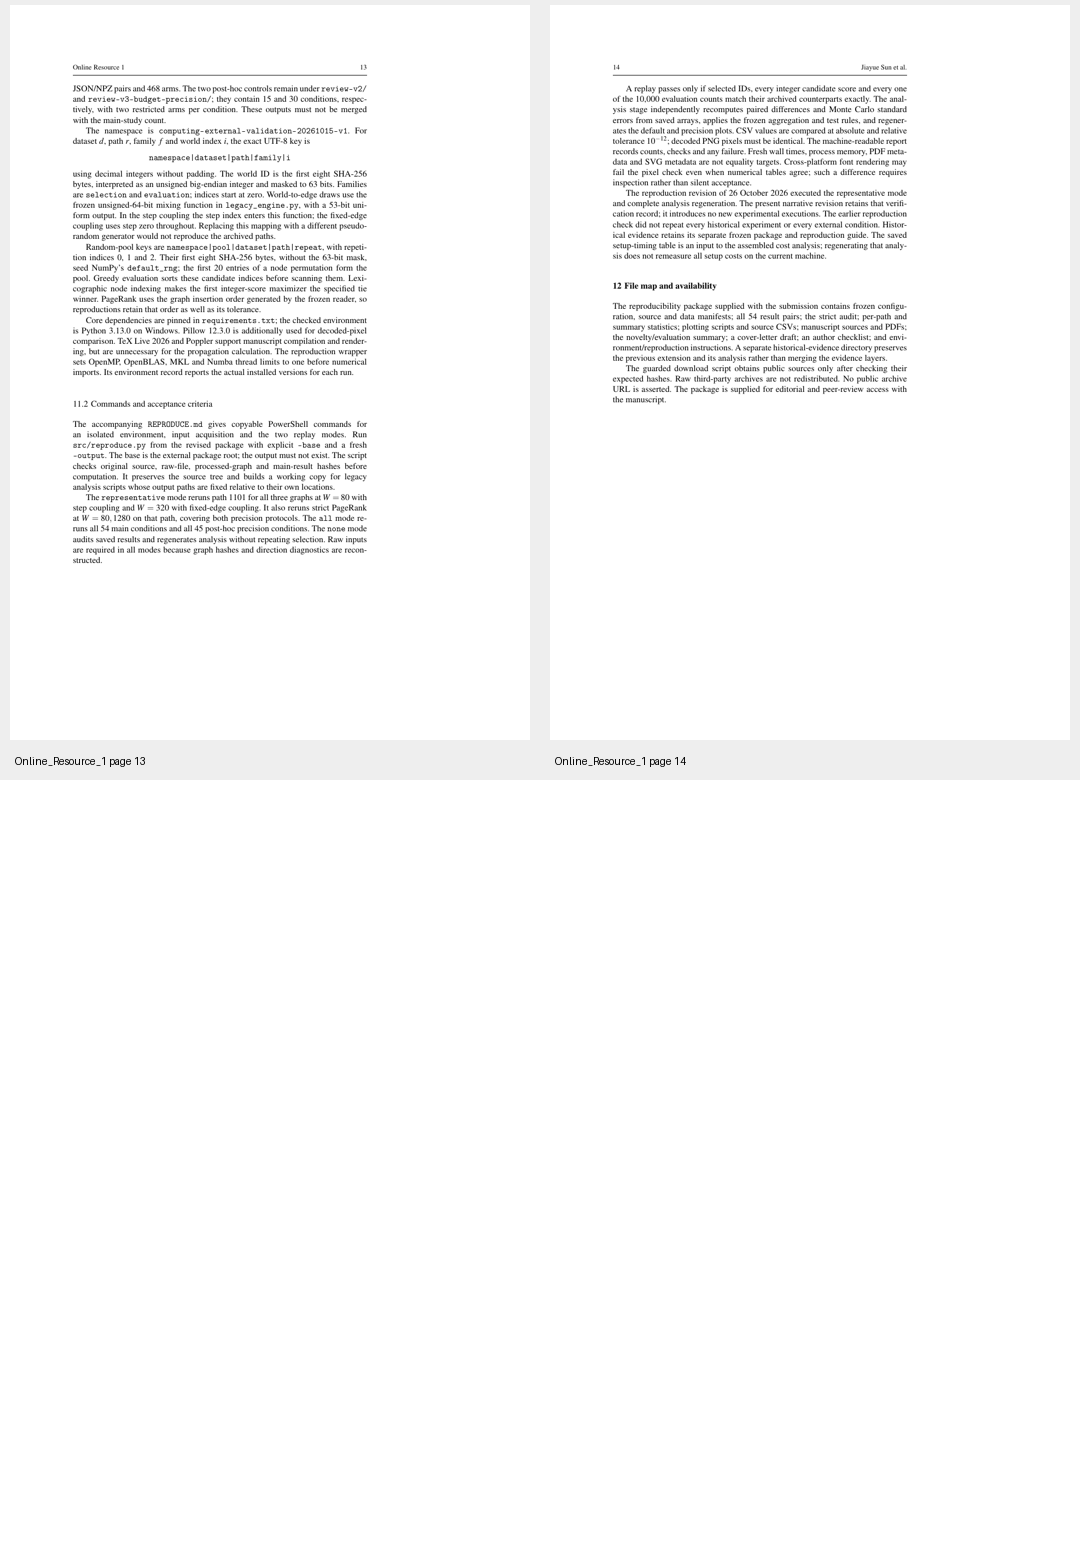 Online Resource 1 13
JSON/NPZ pairs and 468 arms. The two post-hoc controls remain under review-v2/
and review-v3-budget-precision/; they contain 15 and 30 conditions, respec-
tively, with two restricted arms per condition. These outputs must not be merged
with the main-study count.
The namespace is computing-external-validation-20261015-v1. For
dataset d, path r, family f and world index i, the exact UTF-8 key is
namespace|dataset|path|family|i
using decimal integers without padding. The world ID is the first eight SHA-256
bytes, interpreted as an unsigned big-endian integer and masked to 63 bits. Families
are selection and evaluation; indices start at zero. World-to-edge draws use the
frozen unsigned-64-bit mixing function in legacy_engine.py, with a 53-bit uni-
form output. In the step coupling the step index enters this function; the fixed-edge
coupling uses step zero throughout. Replacing this mapping with a different pseudo-
random generator would not reproduce the archived paths.
Random-pool keys are namespace|pool|dataset|path|repeat, with repeti-
tion indices 0, 1 and 2. Their first eight SHA-256 bytes, without the 63-bit mask,
seed NumPy's default_rng; the first 20 entries of a node permutation form the
pool. Greedy evaluation sorts these candidate indices before scanning them. Lexi-
cographic node indexing makes the first integer-score maximizer the specified tie
winner. PageRank uses the graph insertion order generated by the frozen reader, so
reproductions retain that order as well as its tolerance.
Core dependencies are pinned in requirements.txt; the checked environment
is Python 3.13.0 on Windows. Pillow 12.3.0 is additionally used for decoded-pixel
comparison. TeX Live 2026 and Poppler support manuscript compilation and render-
ing, but are unnecessary for the propagation calculation. The reproduction wrapper
sets OpenMP, OpenBLAS, MKL and Numba thread limits to one before numerical
imports. Its environment record reports the actual installed versions for each run.
11.2 Commands and acceptance criteria
The accompanying REPRODUCE.md gives copyable PowerShell commands for
an isolated environment, input acquisition and the two replay modes. Run
src/reproduce.py from the revised package with explicit -base and a fresh
-output. The base is the external package root; the output must not exist. The script
checks original source, raw-file, processed-graph and main-result hashes before
computation. It preserves the source tree and builds a working copy for legacy
analysis scripts whose output paths are fixed relative to their own locations.
The representative mode reruns path 1101 for all three graphs at W = 80 with
step coupling and W = 320 with fixed-edge coupling. It also reruns strict PageRank
at W = 80, 1280 on that path, covering both precision protocols. The all mode re-
runs all 54 main conditions and all 45 post-hoc precision conditions. The none mode
audits saved results and regenerates analysis without repeating selection. Raw inputs
are required in all modes because graph hashes and direction diagnostics are recon-
structed.
Online_Resource_1 page 13
14 Jiayue Sun et al.
A replay passes only if selected IDs, every integer candidate score and every one
of the 10,000 evaluation counts match their archived counterparts exactly. The anal-
ysis stage independently recomputes paired differences and Monte Carlo standard
errors from saved arrays, applies the frozen aggregation and test rules, and regener-
ates the default and precision plots. CSV values are compared at absolute and relative
tolerance 10⁻¹²; decoded PNG pixels must be identical. The machine-readable report
records counts, checks and any failure. Fresh wall times, process memory, PDF meta-
data and SVG metadata are not equality targets. Cross-platform font rendering may
fail the pixel check even when numerical tables agree; such a difference requires
inspection rather than silent acceptance.
The reproduction revision of 26 October 2026 executed the representative mode
and complete analysis regeneration. The present narrative revision retains that verifi-
cation record; it introduces no new experimental executions. The earlier reproduction
check did not repeat every historical experiment or every external condition. Histor-
ical evidence retains its separate frozen package and reproduction guide. The saved
setup-timing table is an input to the assembled cost analysis; regenerating that analy-
sis does not remeasure all setup costs on the current machine.
12 File map and availability
The reproducibility package supplied with the submission contains frozen configu-
ration, source and data manifests; all 54 result pairs; the strict audit; per-path and
summary statistics; plotting scripts and source CSVs; manuscript sources and PDFs;
the novelty/evaluation summary; a cover-letter draft; an author checklist; and envi-
ronment/reproduction instructions. A separate historical-evidence directory preserves
the previous extension and its analysis rather than merging the evidence layers.
The guarded download script obtains public sources only after checking their
expected hashes. Raw third-party archives are not redistributed. No public archive
URL is asserted. The package is supplied for editorial and peer-review access with
the manuscript.
Online_Resource_1 page 14